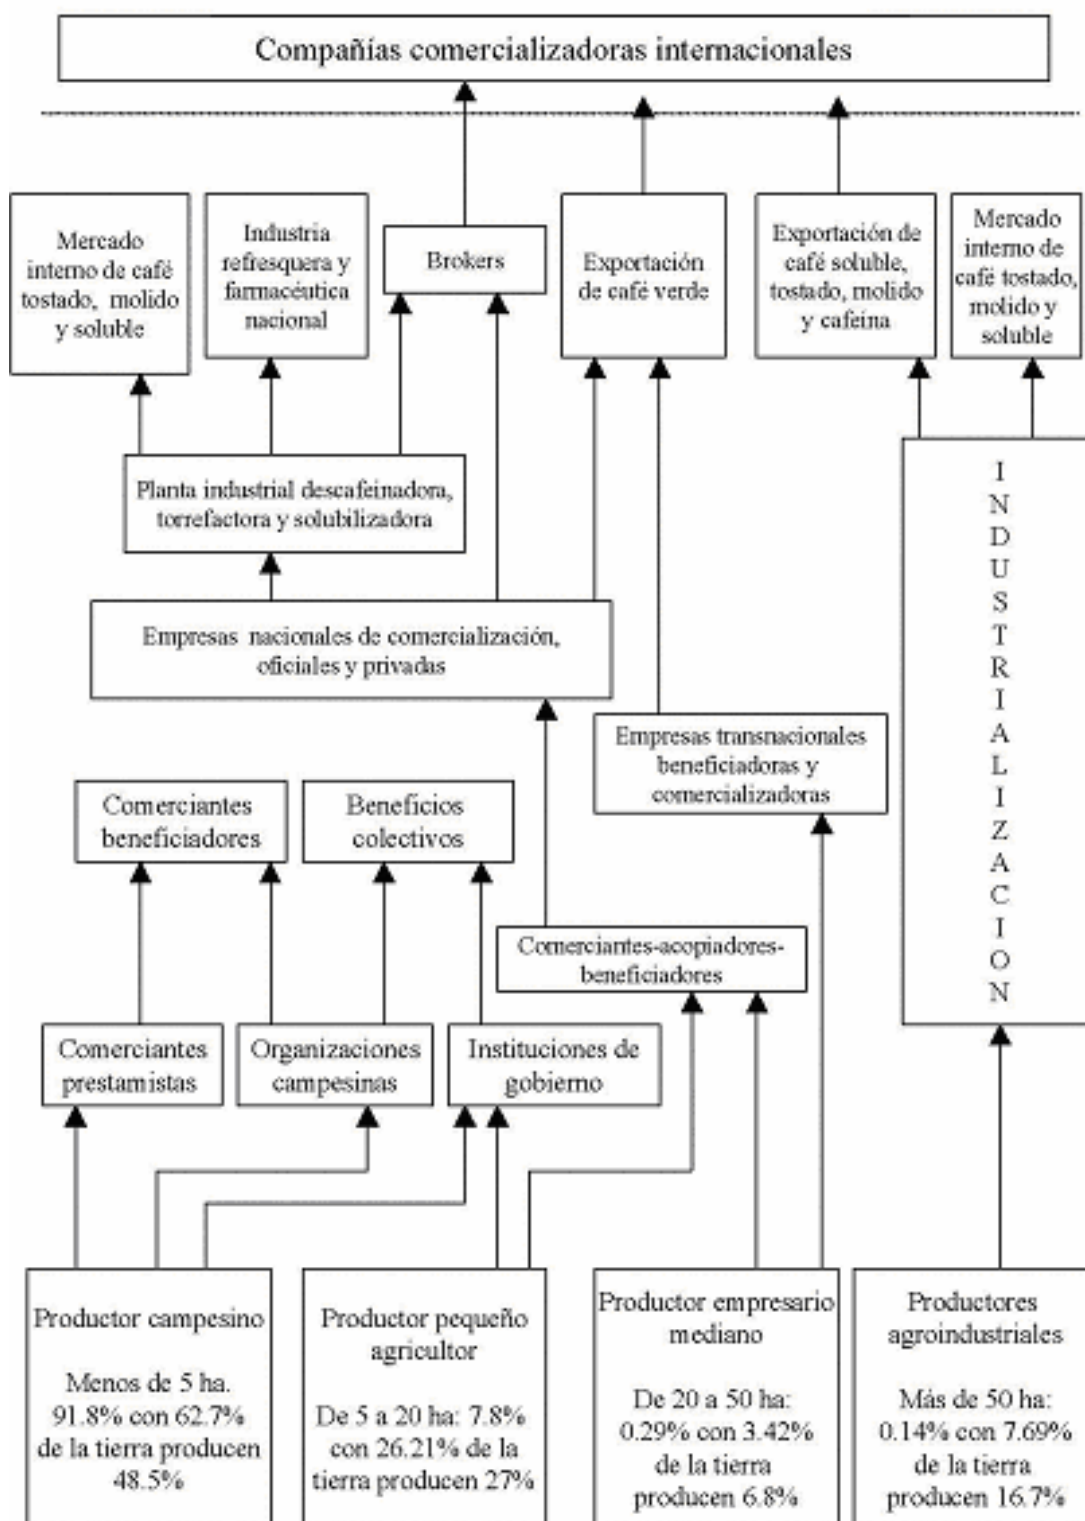 Compañías comercializadoras internacionales
Mercado
interno de café
tostado, molido
y soluble
Industria
refresquera y
farmacéutica
nacional
Brokers
Exportación
de café verde
Exportación de
café soluble,
tostado, molido
y cafeína
Mercado
interno de
café tostado,
molido y
soluble
Planta industrial descafeinadora,
torrefactora y solubilizadora
Empresas nacionales de comercialización,
oficiales y privadas
Empresas transnacionales
beneficiadoras y
comercializadoras
I
N
D
U
S
T
R
I
A
L
I
Z
A
C
I
O
N
Comerciantes
beneficiadores
Beneficios
colectivos
Comerciantes-acopiadores-
beneficiadores
Comerciantes
prestamistas
Organizaciones
campesinas
Instituciones de
gobierno
Productor campesino
Menos de 5 ha.
91.8% con 62.7%
de la tierra producen
48.5%
Productor pequeño
agricultor
De 5 a 20 ha: 7.8%
con 26.21% de la
tierra producen 27%
Productor empresario
mediano
De 20 a 50 ha:
0.29% con 3.42%
de la tierra
producen 6.8%
Productores
agroindustriales
Más de 50 ha:
0.14% con 7.69%
de la tierra
producen 16.7%